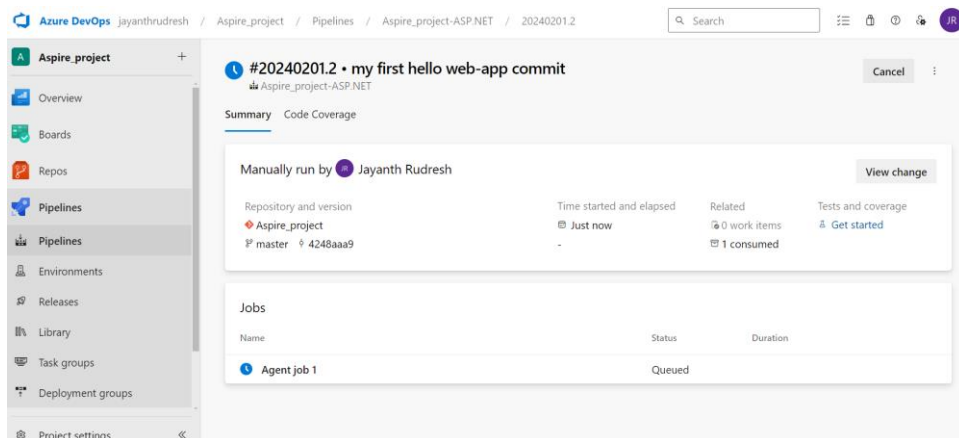 Azure DevOps jayanthrudresh / Aspire_project / Pipelines / Aspire_project-ASP.NET / 20240201.2
Search
JR
A Aspire_project +
Overview
Boards
Repos
Pipelines
Pipelines
Environments
Releases
Library
Task groups
Deployment groups
Project settings
#20240201.2 • my first hello web-app commit
Aspire_project-ASP.NET
Cancel
Summary Code Coverage
Manually run by JR Jayanth Rudresh
View change
Repository and version Time started and elapsed Related Tests and coverage
Aspire_project Just now 0 work items Get started
master 4248aaa9 - 1 consumed
Jobs
Name Status Duration
Agent job 1 Queued